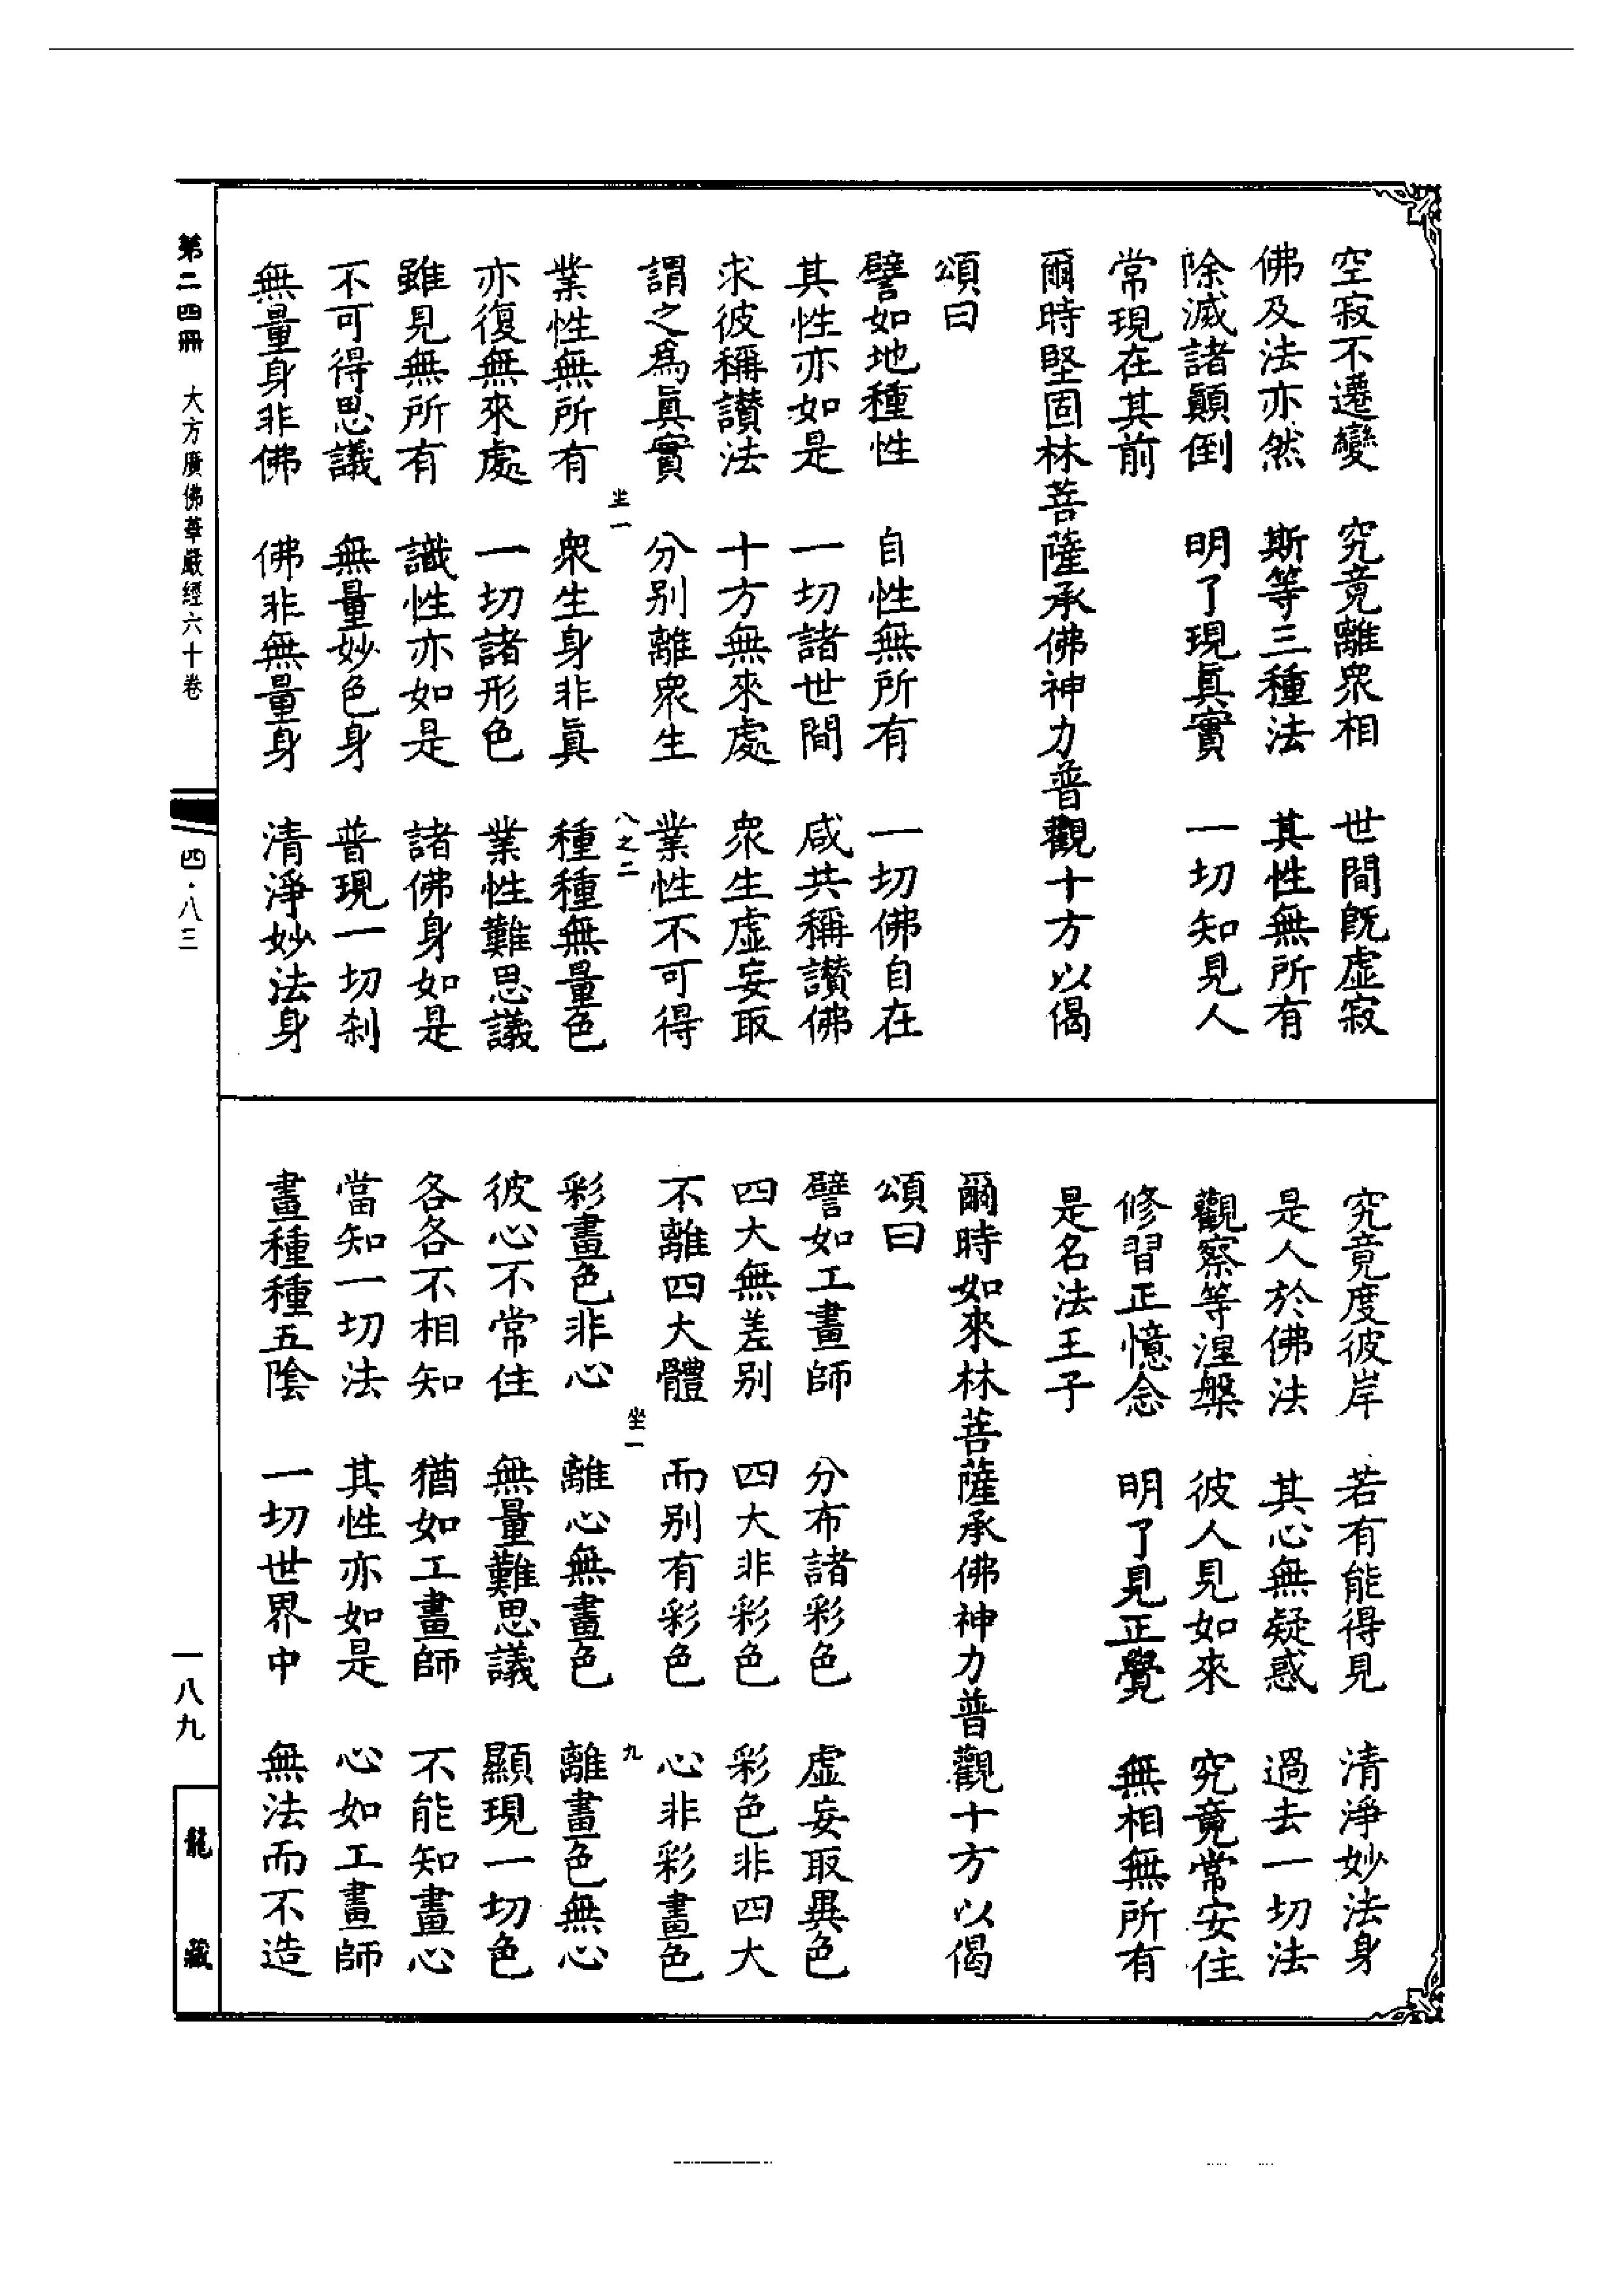 空寂不遷變　究竟離衆相　世間旣虛寂
佛及法亦然　斯等三種法　其性無所有
除滅諸顚倒　明了現眞實　一切知見人
常現在其前
爾時堅固林菩薩承佛神力普觀十方以偈
頌曰
譬如地種性　自性無所有　一切佛自在
其性亦如是　一切諸世間　咸共稱讃佛
求彼稱讃法　十方無來處　衆生虛妄取
謂之爲眞實　分别離衆生　業性不可得
坐一　八之二
業性無所有　衆生身非眞　種種無量色
亦復無來處　一切諸形色　業性難思議
雖見無所有　識性亦如是　諸佛身如是
不可得思議　無量妙色身　普現一切刹
無量身非佛　佛非無量身　清淨妙法身
究竟度彼岸　若有能得見　清淨妙法身
是人於佛法　其心無疑惑　過去一切法
觀察等涅槃　彼人見如來　究竟常安住
修習正憶念　明了見正覺　無相無所有
是名法王子
爾時如來林菩薩承佛神力普觀十方以偈
頌曰
譬如工畫師　分布諸彩色　虛妄取異色
四大無差别　四大非彩色　彩色非四大
不離四大體　而别有彩色　心非彩畫色
坐一　九
彩畫色非心　離心無畫色　離畫色無心
彼心不常住　無量難思議　顯現一切色
各各不相知　猶如工畫師　不能知畫心
當知一切法　其性亦如是　心如工畫師
畫種種五陰　一切世界中　無法而不造
第二四冊　大方廣佛華嚴經六十卷　四·八三　一八九　龍藏